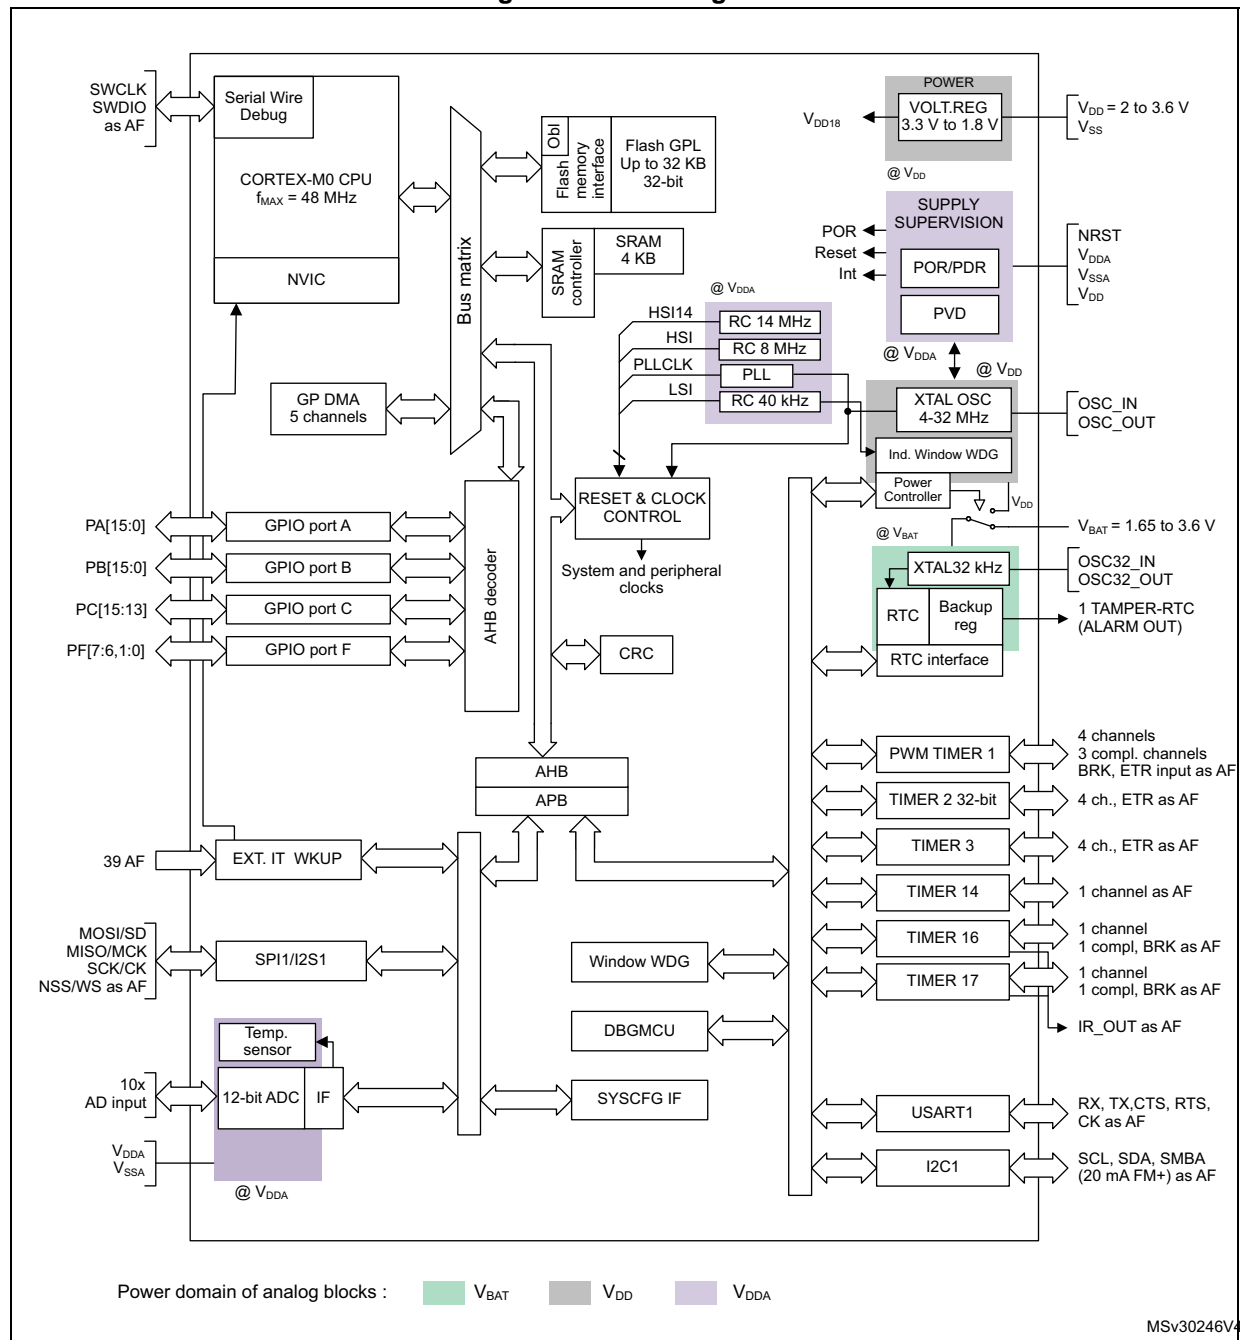 SWCLK
SWDIO
as AF
Serial Wire
Debug
CORTEX-M0 CPU
fMAX = 48 MHz
NVIC
Bus matrix
Obl
Flash
memory
interface
Flash GPL
Up to 32 KB
32-bit
SRAM
controller
SRAM
4 KB
POWER
VOLT.REG
3.3 V to 1.8 V
VDD18
VDD = 2 to 3.6 V
VSS
@ VDD
SUPPLY
SUPERVISION
POR
Reset
Int
POR/PDR
PVD
NRST
VDDA
VSSA
VDD
@ VDDA
@ VDDA
@ VDD
HSI14
HSI
PLLCLK
LSI
RC 14 MHz
RC 8 MHz
PLL
RC 40 kHz
XTAL OSC
4-32 MHz
OSC_IN
OSC_OUT
Ind. Window WDG
Power
Controller
VDD
VBAT = 1.65 to 3.6 V
@ VBAT
GP DMA
5 channels
RESET & CLOCK
CONTROL
System and peripheral
clocks
XTAL32 kHz
OSC32_IN
OSC32_OUT
RTC
Backup
reg
1 TAMPER-RTC
(ALARM OUT)
RTC interface
PA[15:0]
GPIO port A
PB[15:0]
GPIO port B
PC[15:13]
GPIO port C
PF[7:6,1:0]
GPIO port F
AHB decoder
CRC
AHB
APB
PWM TIMER 1
4 channels
3 compl. channels
BRK, ETR input as AF
TIMER 2 32-bit
4 ch., ETR as AF
TIMER 3
4 ch., ETR as AF
TIMER 14
1 channel as AF
TIMER 16
1 channel
1 compl, BRK as AF
TIMER 17
1 channel
1 compl, BRK as AF
IR_OUT as AF
39 AF
EXT. IT WKUP
MOSI/SD
MISO/MCK
SCK/CK
NSS/WS as AF
SPI1/I2S1
Window WDG
DBGMCU
SYSCFG IF
Temp.
sensor
10x
AD input
12-bit ADC
IF
VDDA
VSSA
@ VDDA
USART1
RX, TX,CTS, RTS,
CK as AF
I2C1
SCL, SDA, SMBA
(20 mA FM+) as AF
Power domain of analog blocks :
VBAT
VDD
VDDA